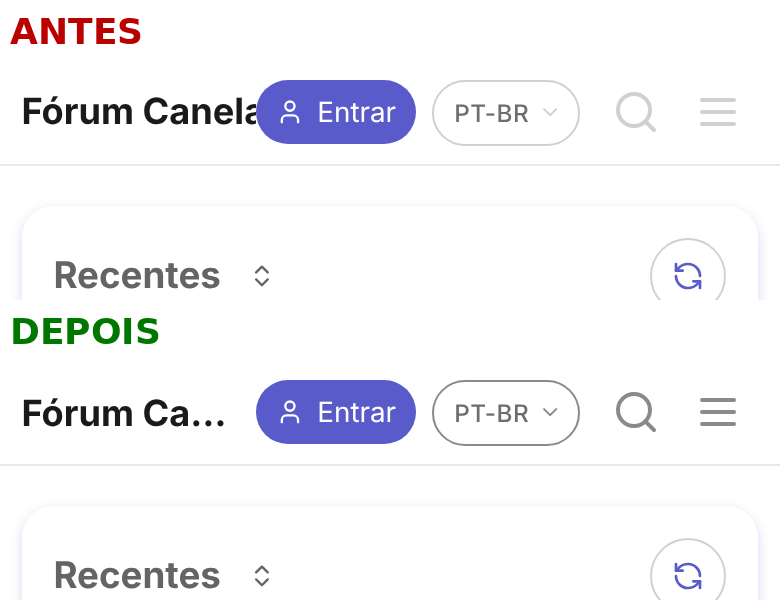 ANTES
Fórum Canela Entrar PT-BR
Recentes
DEPOIS
Fórum Ca... Entrar PT-BR
Recentes